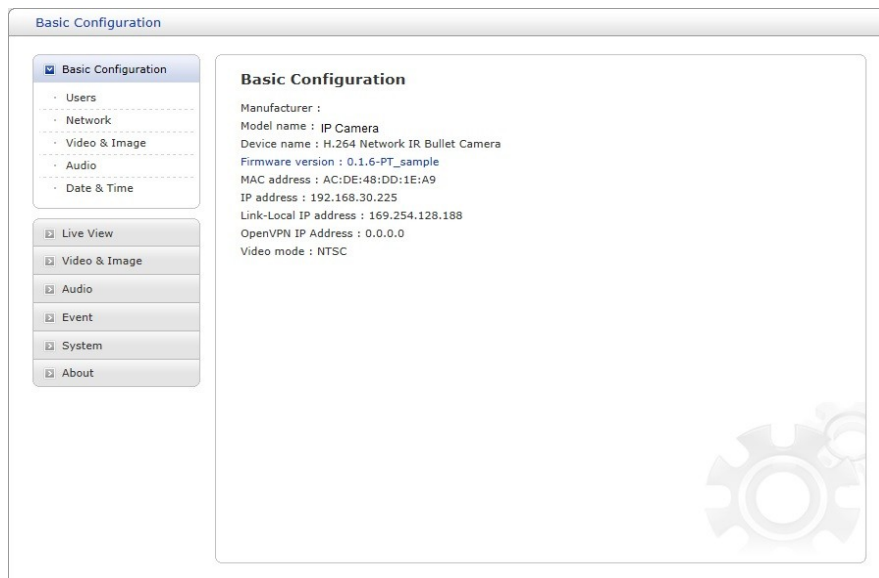 Basic Configuration
Basic Configuration
Users
Network
Video & Image
Audio
Date & Time
Live View
Video & Image
Audio
Event
System
About
Basic Configuration
Manufacturer :
Model name : IP Camera
Device name : H.264 Network IR Bullet Camera
Firmware version : 0.1.6-PT_sample
MAC address : AC:DE:48:DD:1E:A9
IP address : 192.168.30.225
Link-Local IP address : 169.254.128.188
OpenVPN IP Address : 0.0.0.0
Video mode : NTSC